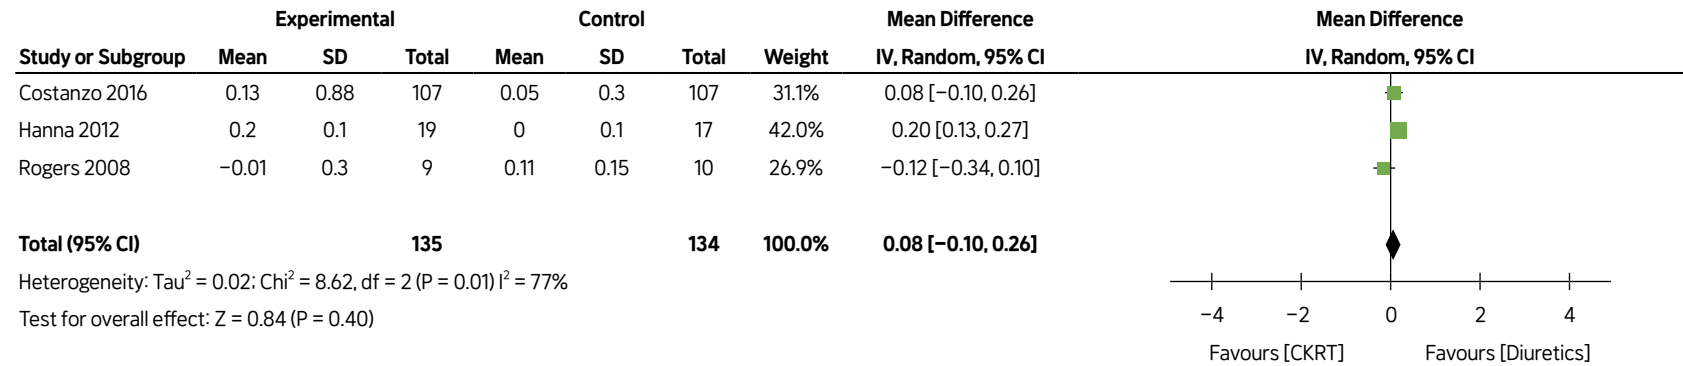 Experimental Control Mean Difference Mean Difference
Study or Subgroup Mean SD Total Mean SD Total Weight IV, Random, 95% CI IV, Random, 95% CI
Costanzo 2016 0.13 0.88 107 0.05 0.3 107 31.1% 0.08 [−0.10, 0.26]
Hanna 2012 0.2 0.1 19 0 0.1 17 42.0% 0.20 [0.13, 0.27]
Rogers 2008 −0.01 0.3 9 0.11 0.15 10 26.9% −0.12 [−0.34, 0.10]
Total (95% CI) 135 134 100.0% 0.08 [−0.10, 0.26]
Heterogeneity: Tau² = 0.02; Chi² = 8.62, df = 2 (P = 0.01) I² = 77%
Test for overall effect: Z = 0.84 (P = 0.40)
−4 −2 0 2 4
Favours [CKRT] Favours [Diuretics]